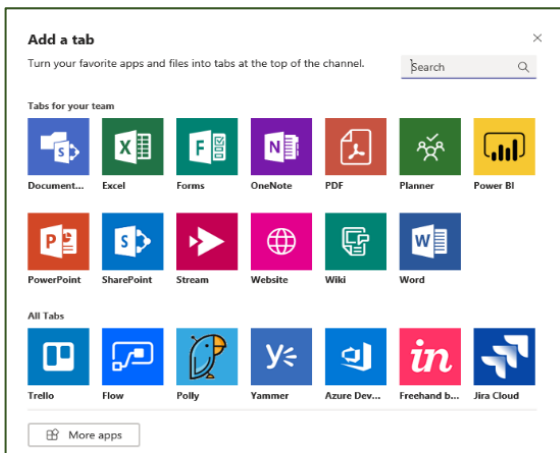 Add a tab
Turn your favorite apps and files into tabs at the top of the channel.
Search
Tabs for your team
Document... Excel Forms OneNote PDF Planner Power BI
PowerPoint SharePoint Stream Website Wiki Word
All Tabs
Trello Flow Polly Yammer Azure Dev... Freehand b... Jira Cloud
More apps